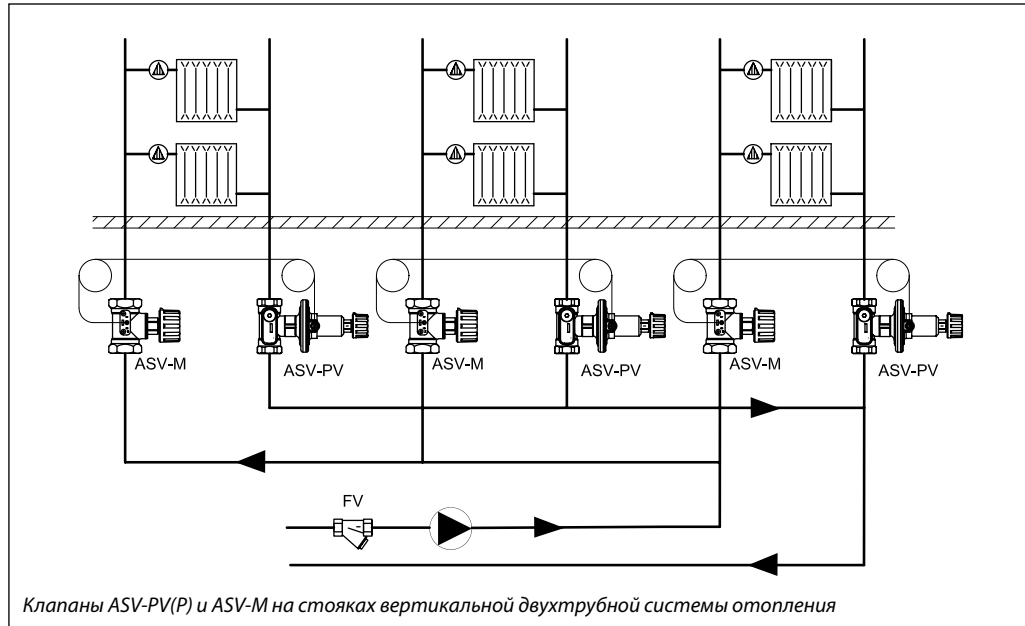 ASV-M
ASV-PV
ASV-M
ASV-PV
ASV-M
ASV-PV
FV
Клапаны ASV-PV(P) и ASV-M на стояках вертикальной двухтрубной системы отопления